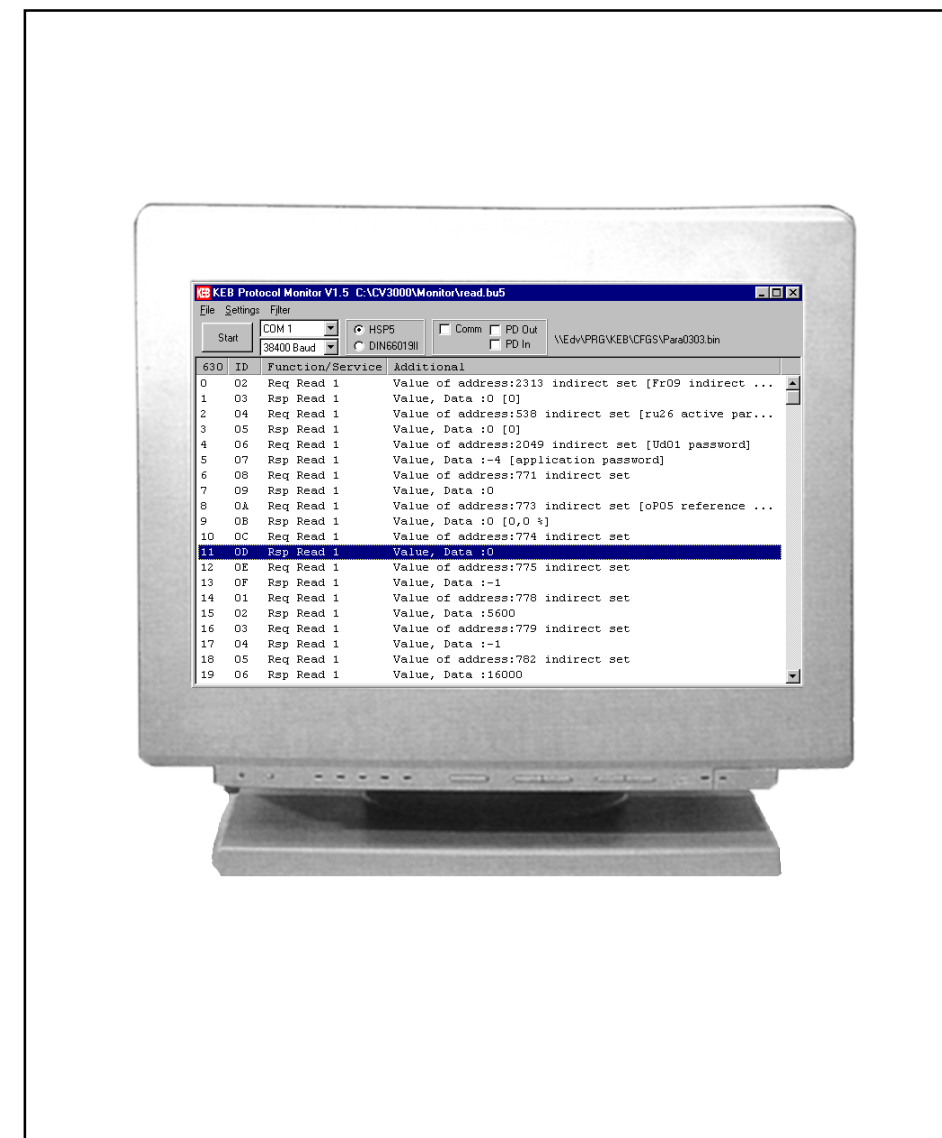 KEB KEB Protocol Monitor V1.5 C:\CV3000\Monitor\read.bu5
File Settings Filter
Start COM 1 HSP5 Comm PD Out \\Edv\PRG\KEB\CFGS\Para0303.bin
38400 Baud DIN66019II PD In
630 ID Function/Service Additional
0 02 Req Read 1 Value of address:2313 indirect set [Fr09 indirect ...
1 03 Rsp Read 1 Value, Data :0 [0]
2 04 Req Read 1 Value of address:538 indirect set [ru26 active par...
3 05 Rsp Read 1 Value, Data :0 [0]
4 06 Req Read 1 Value of address:2049 indirect set [Ud01 password]
5 07 Rsp Read 1 Value, Data :-4 [application password]
6 08 Req Read 1 Value of address:771 indirect set
7 09 Rsp Read 1 Value, Data :0
8 0A Req Read 1 Value of address:773 indirect set [oP05 reference ...
9 0B Rsp Read 1 Value, Data :0 [0,0 %]
10 0C Req Read 1 Value of address:774 indirect set
11 0D Rsp Read 1 Value, Data :0
12 0E Req Read 1 Value of address:775 indirect set
13 0F Rsp Read 1 Value, Data :-1
14 01 Req Read 1 Value of address:778 indirect set
15 02 Rsp Read 1 Value, Data :5600
16 03 Req Read 1 Value of address:779 indirect set
17 04 Rsp Read 1 Value, Data :-1
18 05 Req Read 1 Value of address:782 indirect set
19 06 Rsp Read 1 Value, Data :16000